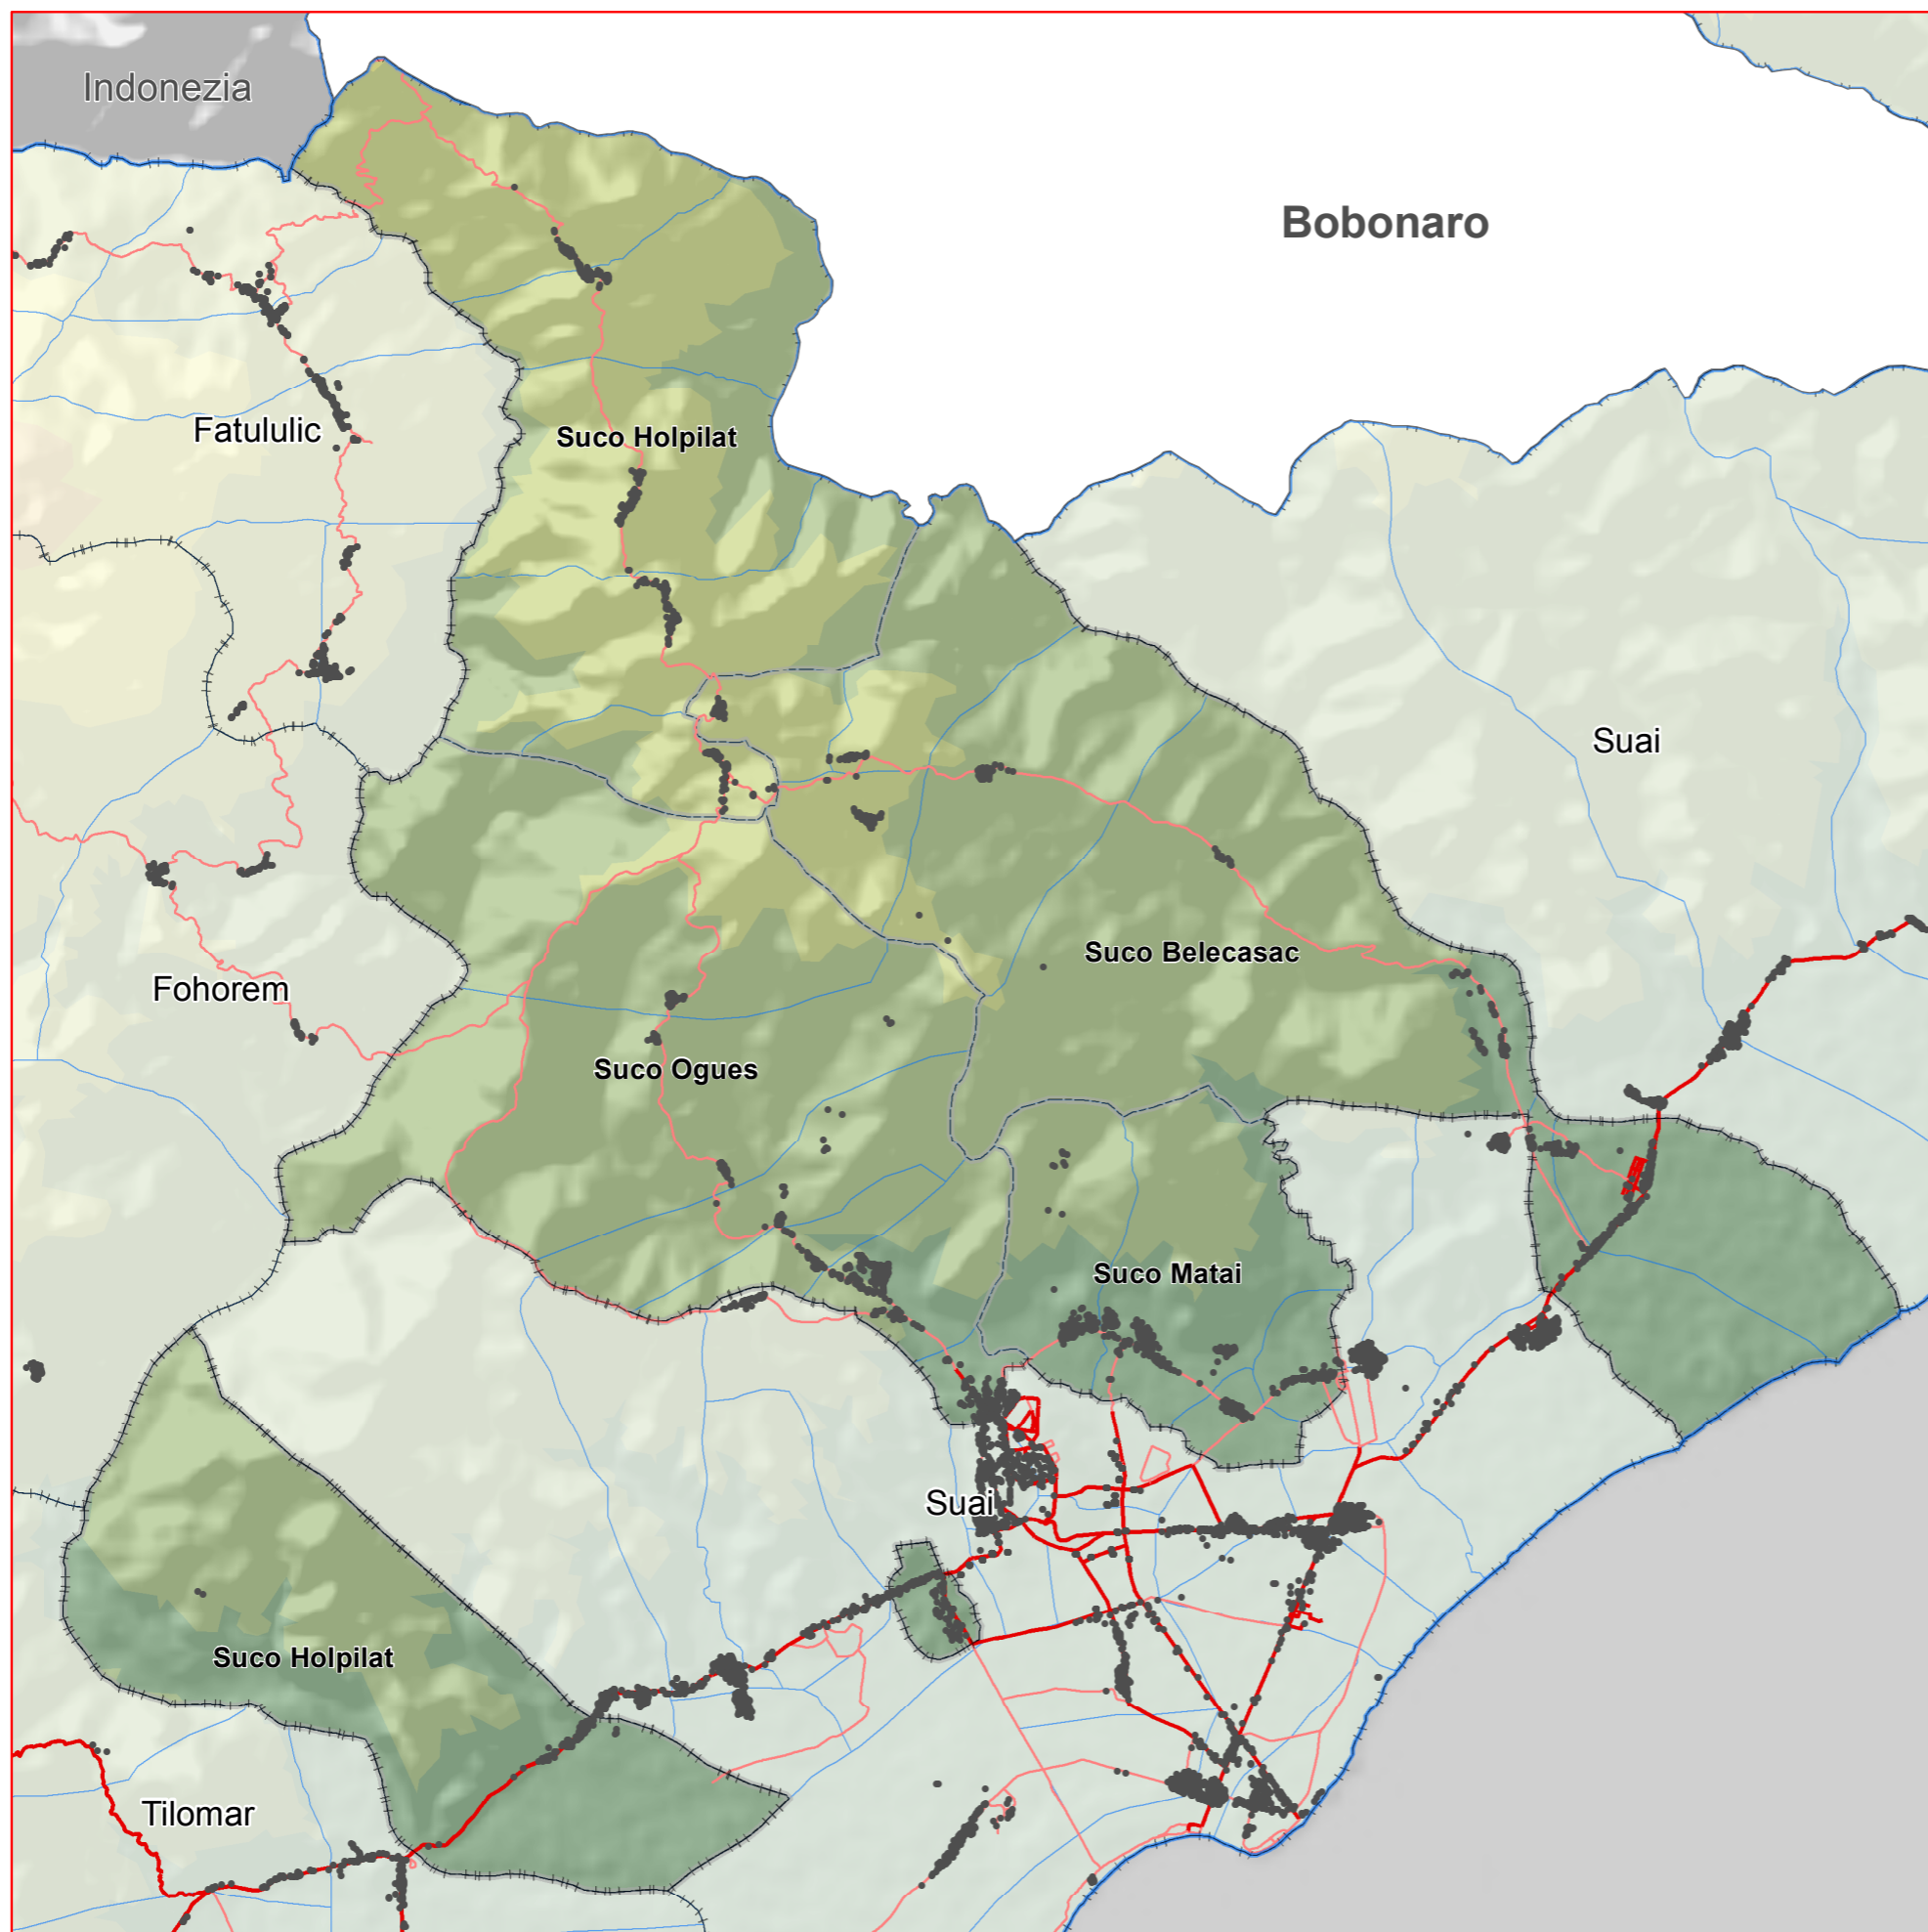 Indonezia
Bobonaro
Fatululic
Suco Holpilat
Suai
Suco Belecasac
Fohorem
Suco Ogues
Suco Matai
Suai
Suco Holpilat
Tilomar